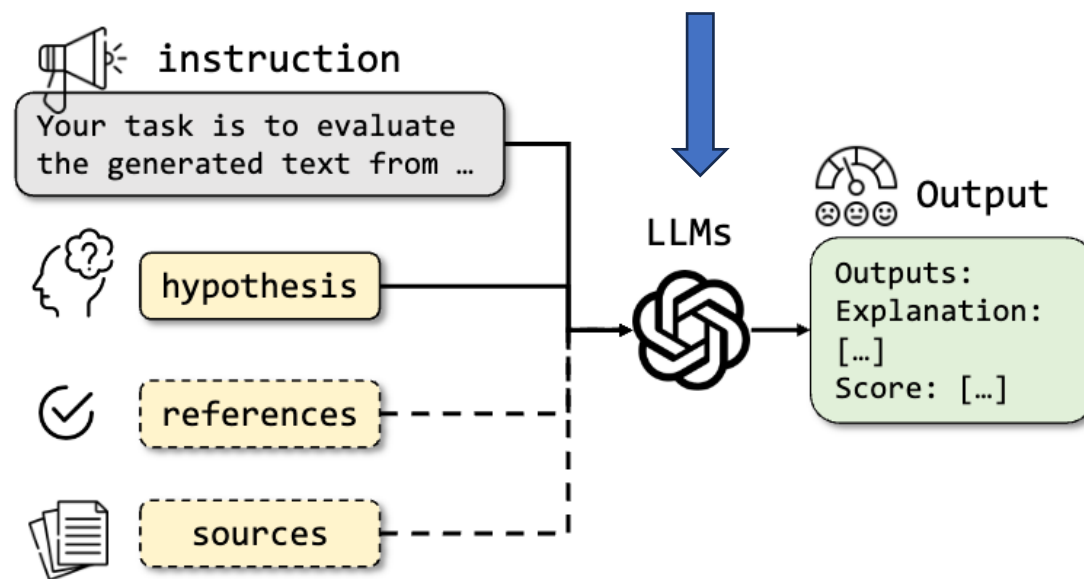 instruction
Your task is to evaluate
the generated text from …
hypothesis
references
sources
LLMs
Output
Outputs:
Explanation:
[…]
Score: […]